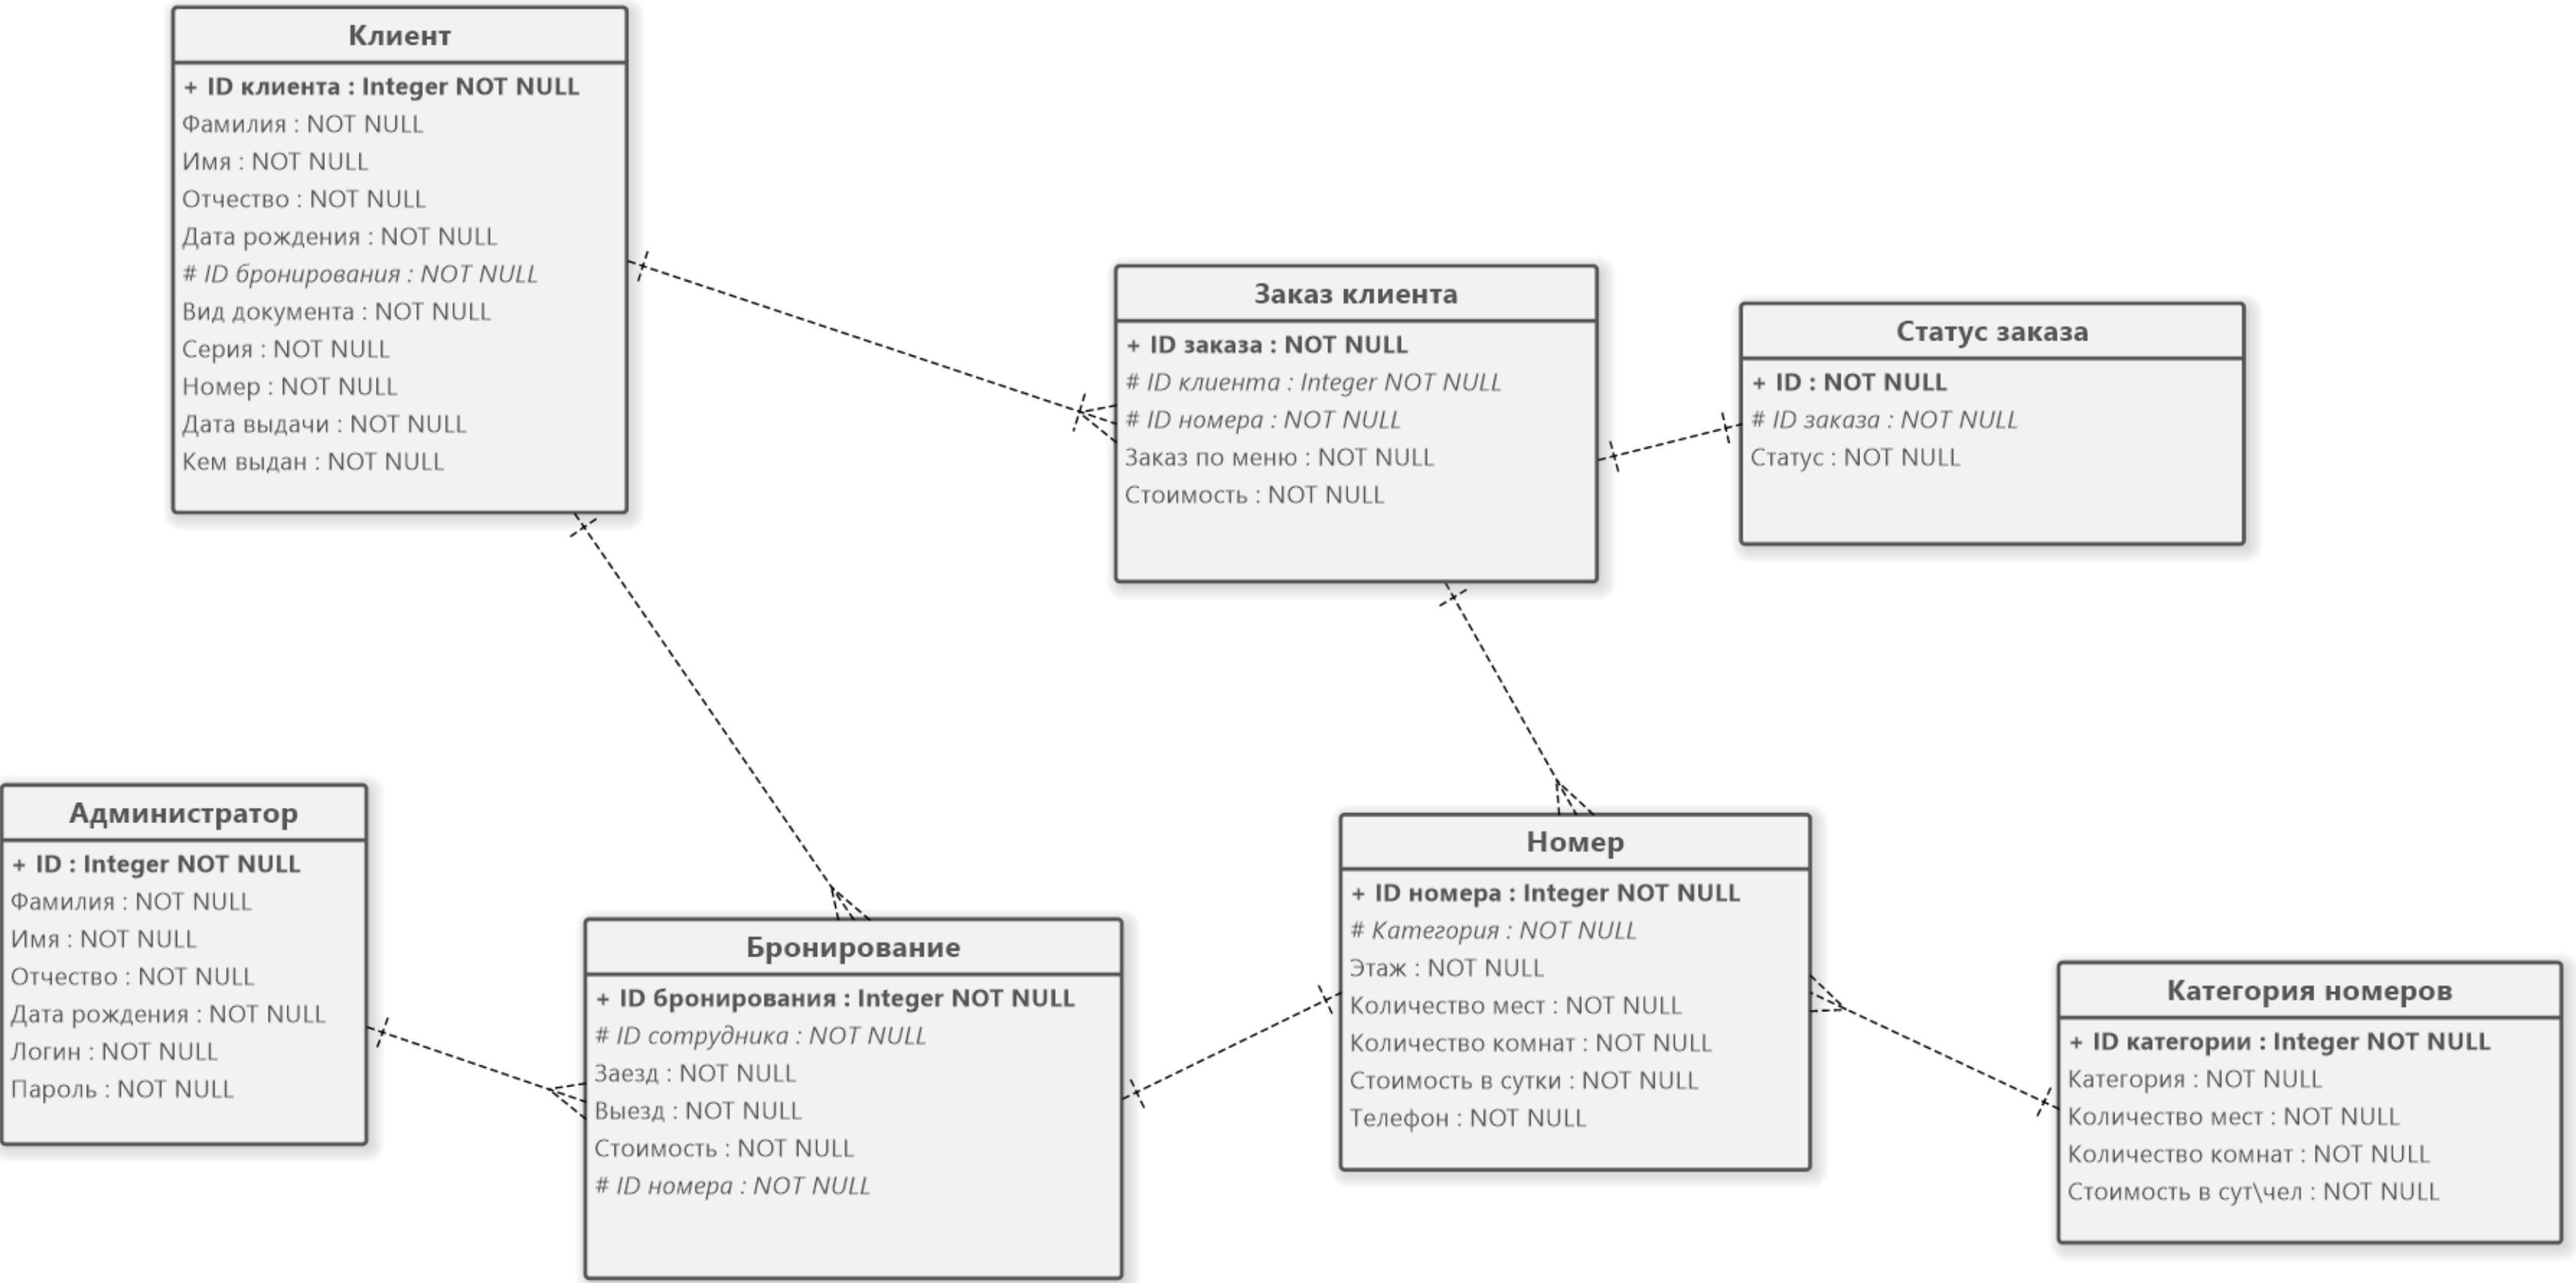 Клиент
+ ID клиента : Integer NOT NULL
Фамилия : NOT NULL
Имя : NOT NULL
Отчество : NOT NULL
Дата рождения : NOT NULL
# ID бронирования : NOT NULL
Вид документа : NOT NULL
Серия : NOT NULL
Номер : NOT NULL
Дата выдачи : NOT NULL
Кем выдан : NOT NULL
Заказ клиента
+ ID заказа : NOT NULL
# ID клиента : Integer NOT NULL
# ID номера : NOT NULL
Заказ по меню : NOT NULL
Стоимость : NOT NULL
Статус заказа
+ ID : NOT NULL
# ID заказа : NOT NULL
Статус : NOT NULL
Администратор
+ ID : Integer NOT NULL
Фамилия : NOT NULL
Имя : NOT NULL
Отчество : NOT NULL
Дата рождения : NOT NULL
Логин : NOT NULL
Пароль : NOT NULL
Бронирование
+ ID бронирования : Integer NOT NULL
# ID сотрудника : NOT NULL
Заезд : NOT NULL
Выезд : NOT NULL
Стоимость : NOT NULL
# ID номера : NOT NULL
Номер
+ ID номера : Integer NOT NULL
# Категория : NOT NULL
Этаж : NOT NULL
Количество мест : NOT NULL
Количество комнат : NOT NULL
Стоимость в сутки : NOT NULL
Телефон : NOT NULL
Категория номеров
+ ID категории : Integer NOT NULL
Категория : NOT NULL
Количество мест : NOT NULL
Количество комнат : NOT NULL
Стоимость в сут\чел : NOT NULL